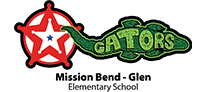 GATORS
Mission Bend - Glen
Elementary School